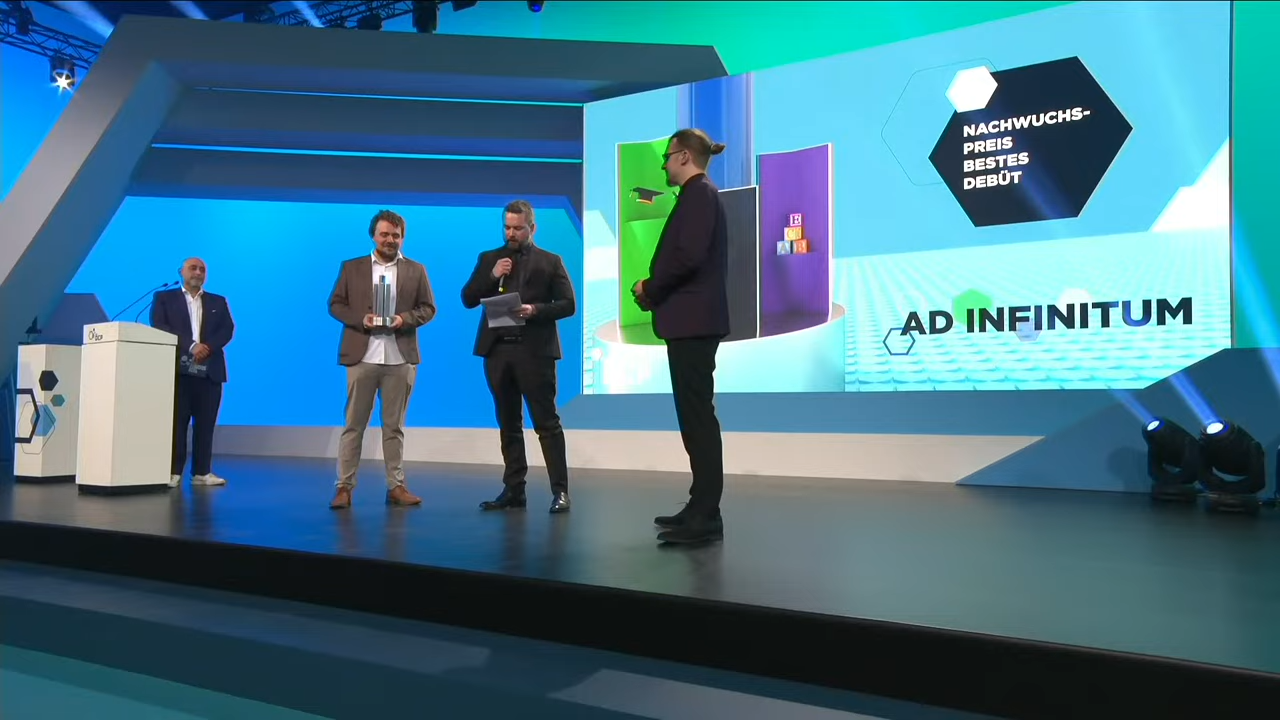 NACHWUCHS-
PREIS
BESTES
DEBÜT
AD INFINITUM